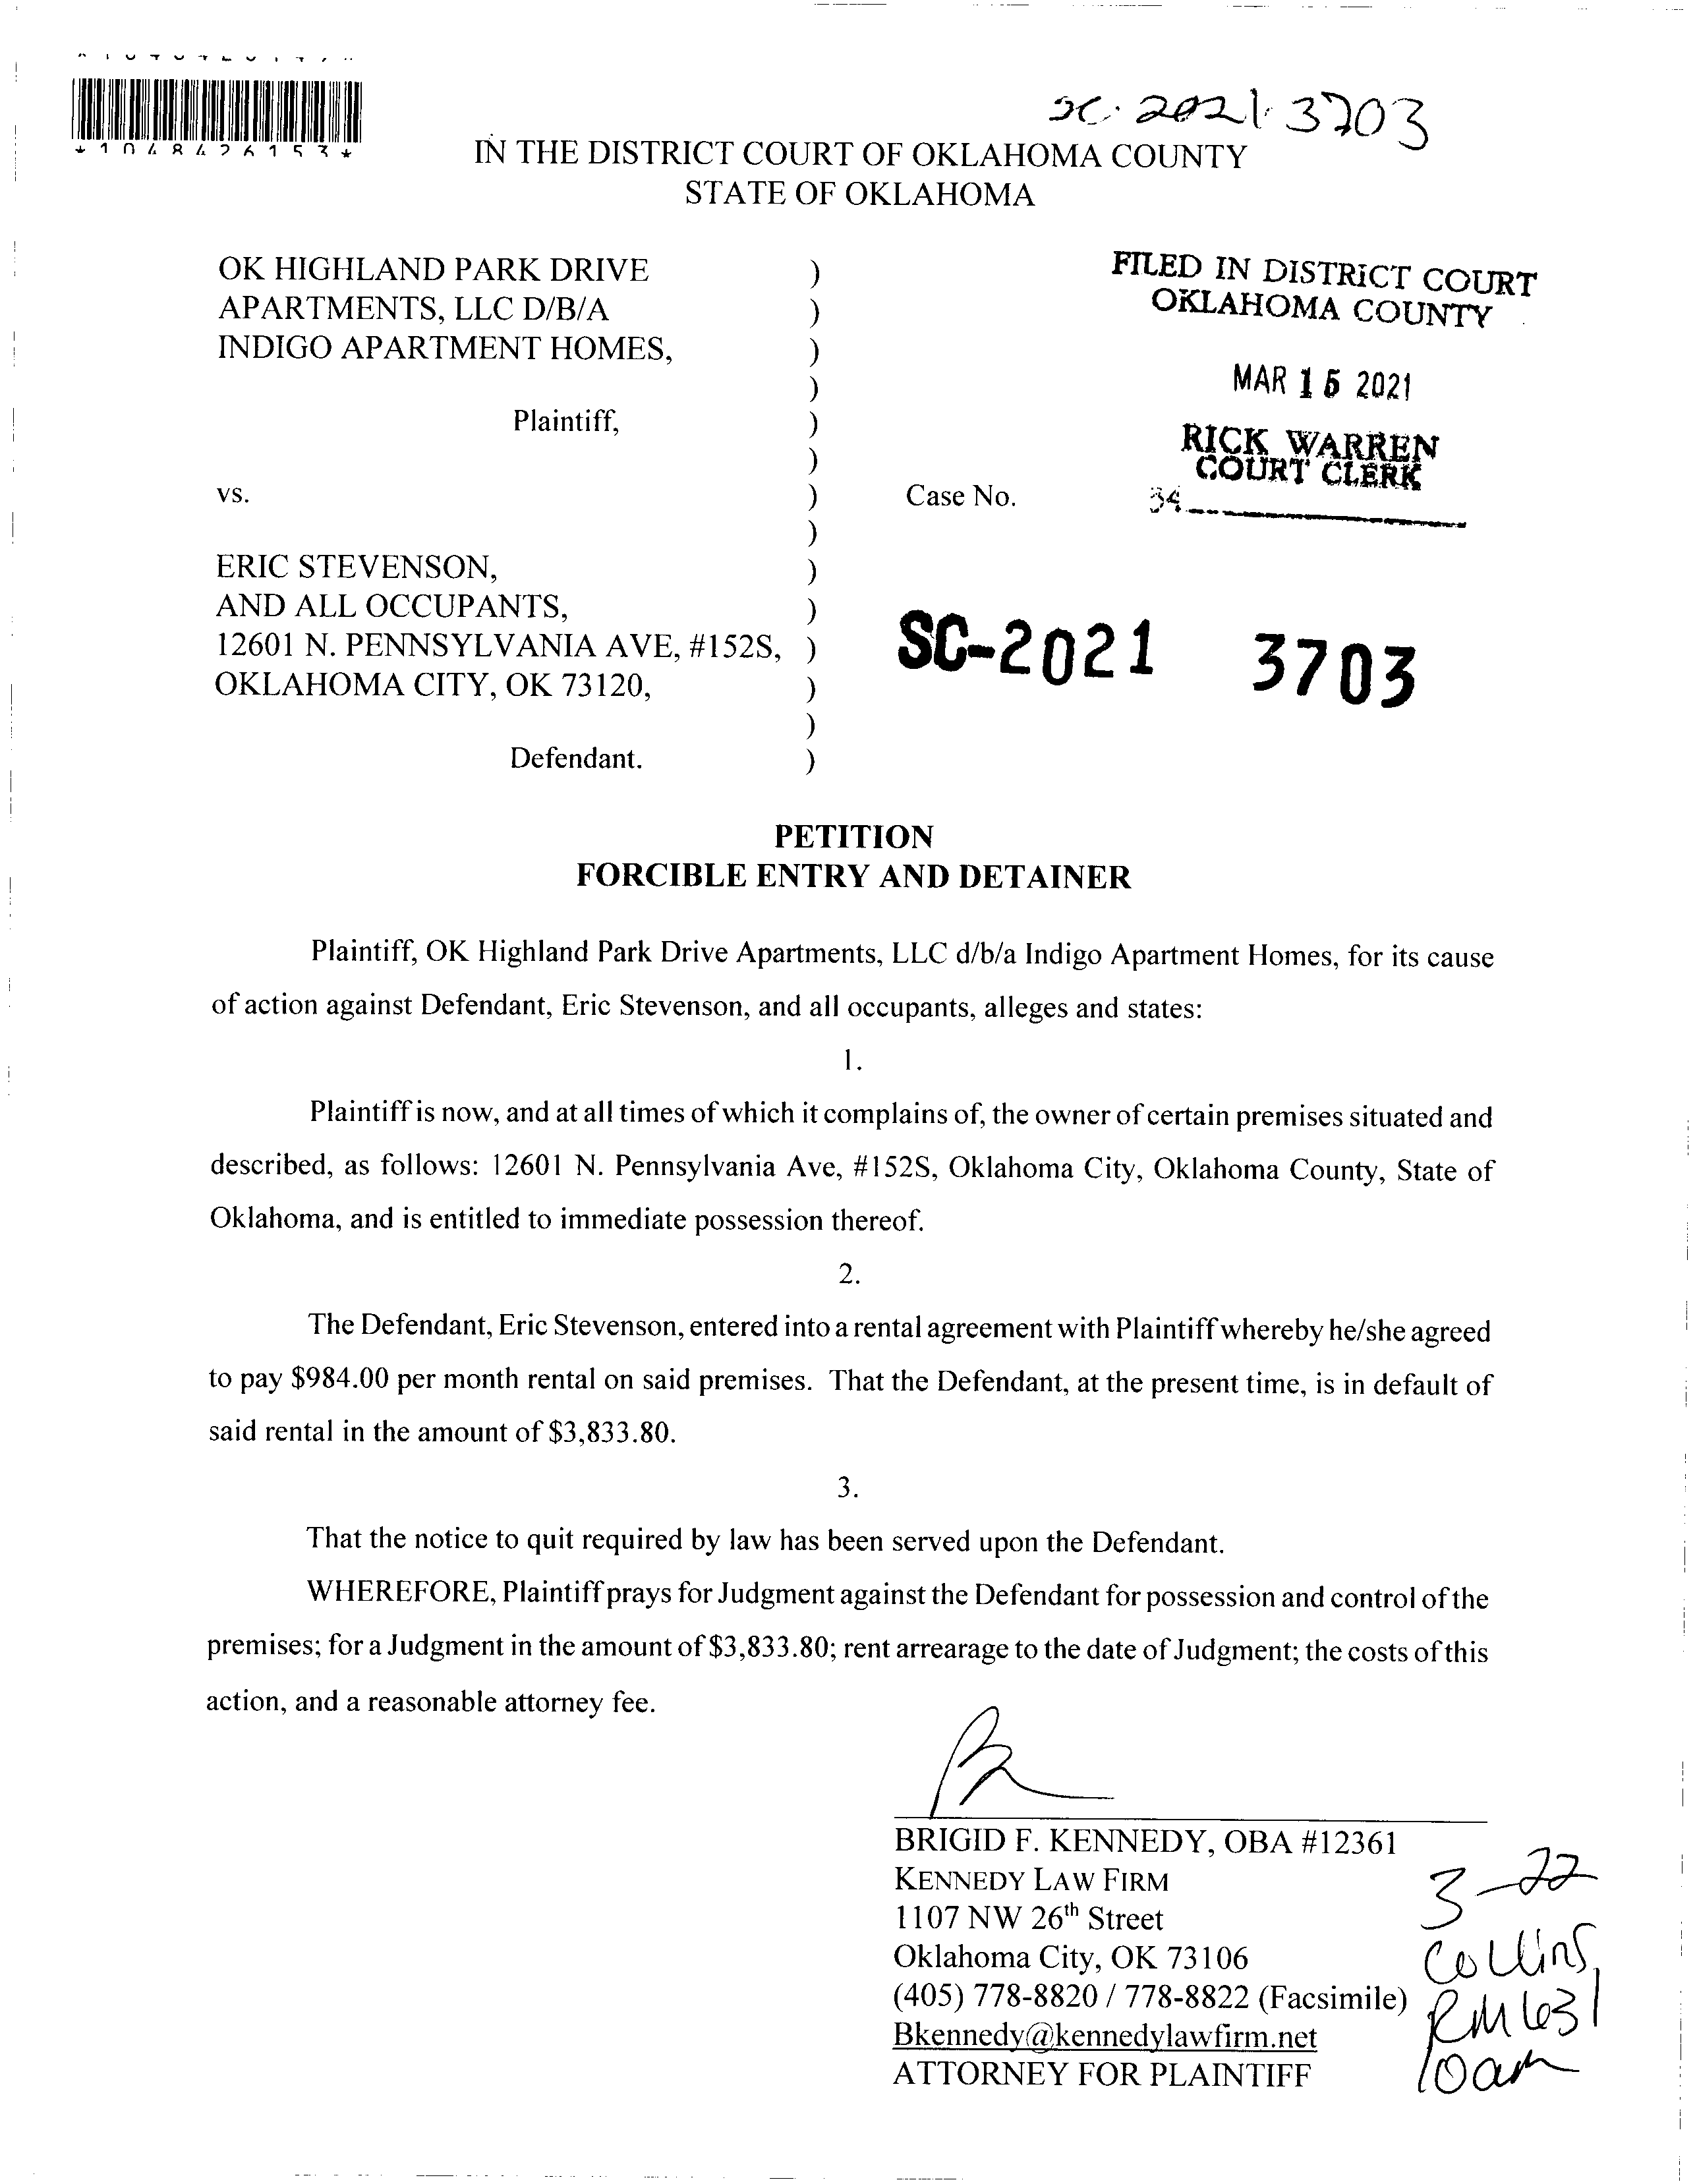 *1048426153*
SC-2021-3703
IN THE DISTRICT COURT OF OKLAHOMA COUNTY
STATE OF OKLAHOMA
OK HIGHLAND PARK DRIVE )
APARTMENTS, LLC D/B/A )
INDIGO APARTMENT HOMES, )
)
Plaintiff, )
)
vs. ) Case No.
)
ERIC STEVENSON, )
AND ALL OCCUPANTS, )
12601 N. PENNSYLVANIA AVE, #152S, )
OKLAHOMA CITY, OK 73120, )
)
Defendant. )
FILED IN DISTRICT COURT
OKLAHOMA COUNTY
MAR 15 2021
RICK WARREN
COURT CLERK
34
SC-2021 3703
PETITION
FORCIBLE ENTRY AND DETAINER
Plaintiff, OK Highland Park Drive Apartments, LLC d/b/a Indigo Apartment Homes, for its cause
of action against Defendant, Eric Stevenson, and all occupants, alleges and states:
1.
Plaintiff is now, and at all times of which it complains of, the owner of certain premises situated and
described, as follows: 12601 N. Pennsylvania Ave, #152S, Oklahoma City, Oklahoma County, State of
Oklahoma, and is entitled to immediate possession thereof.
2.
The Defendant, Eric Stevenson, entered into a rental agreement with Plaintiff whereby he/she agreed
to pay $984.00 per month rental on said premises. That the Defendant, at the present time, is in default of
said rental in the amount of $3,833.80.
3.
That the notice to quit required by law has been served upon the Defendant.
WHEREFORE, Plaintiff prays for Judgment against the Defendant for possession and control of the
premises; for a Judgment in the amount of $3,833.80; rent arrearage to the date of Judgment; the costs of this
action, and a reasonable attorney fee.
BRIGID F. KENNEDY, OBA #12361
KENNEDY LAW FIRM
1107 NW 26th Street
Oklahoma City, OK 73106
(405) 778-8820 / 778-8822 (Facsimile)
Bkennedy@kennedylawfirm.net
ATTORNEY FOR PLAINTIFF
3-22
Collins
RM 631
10am